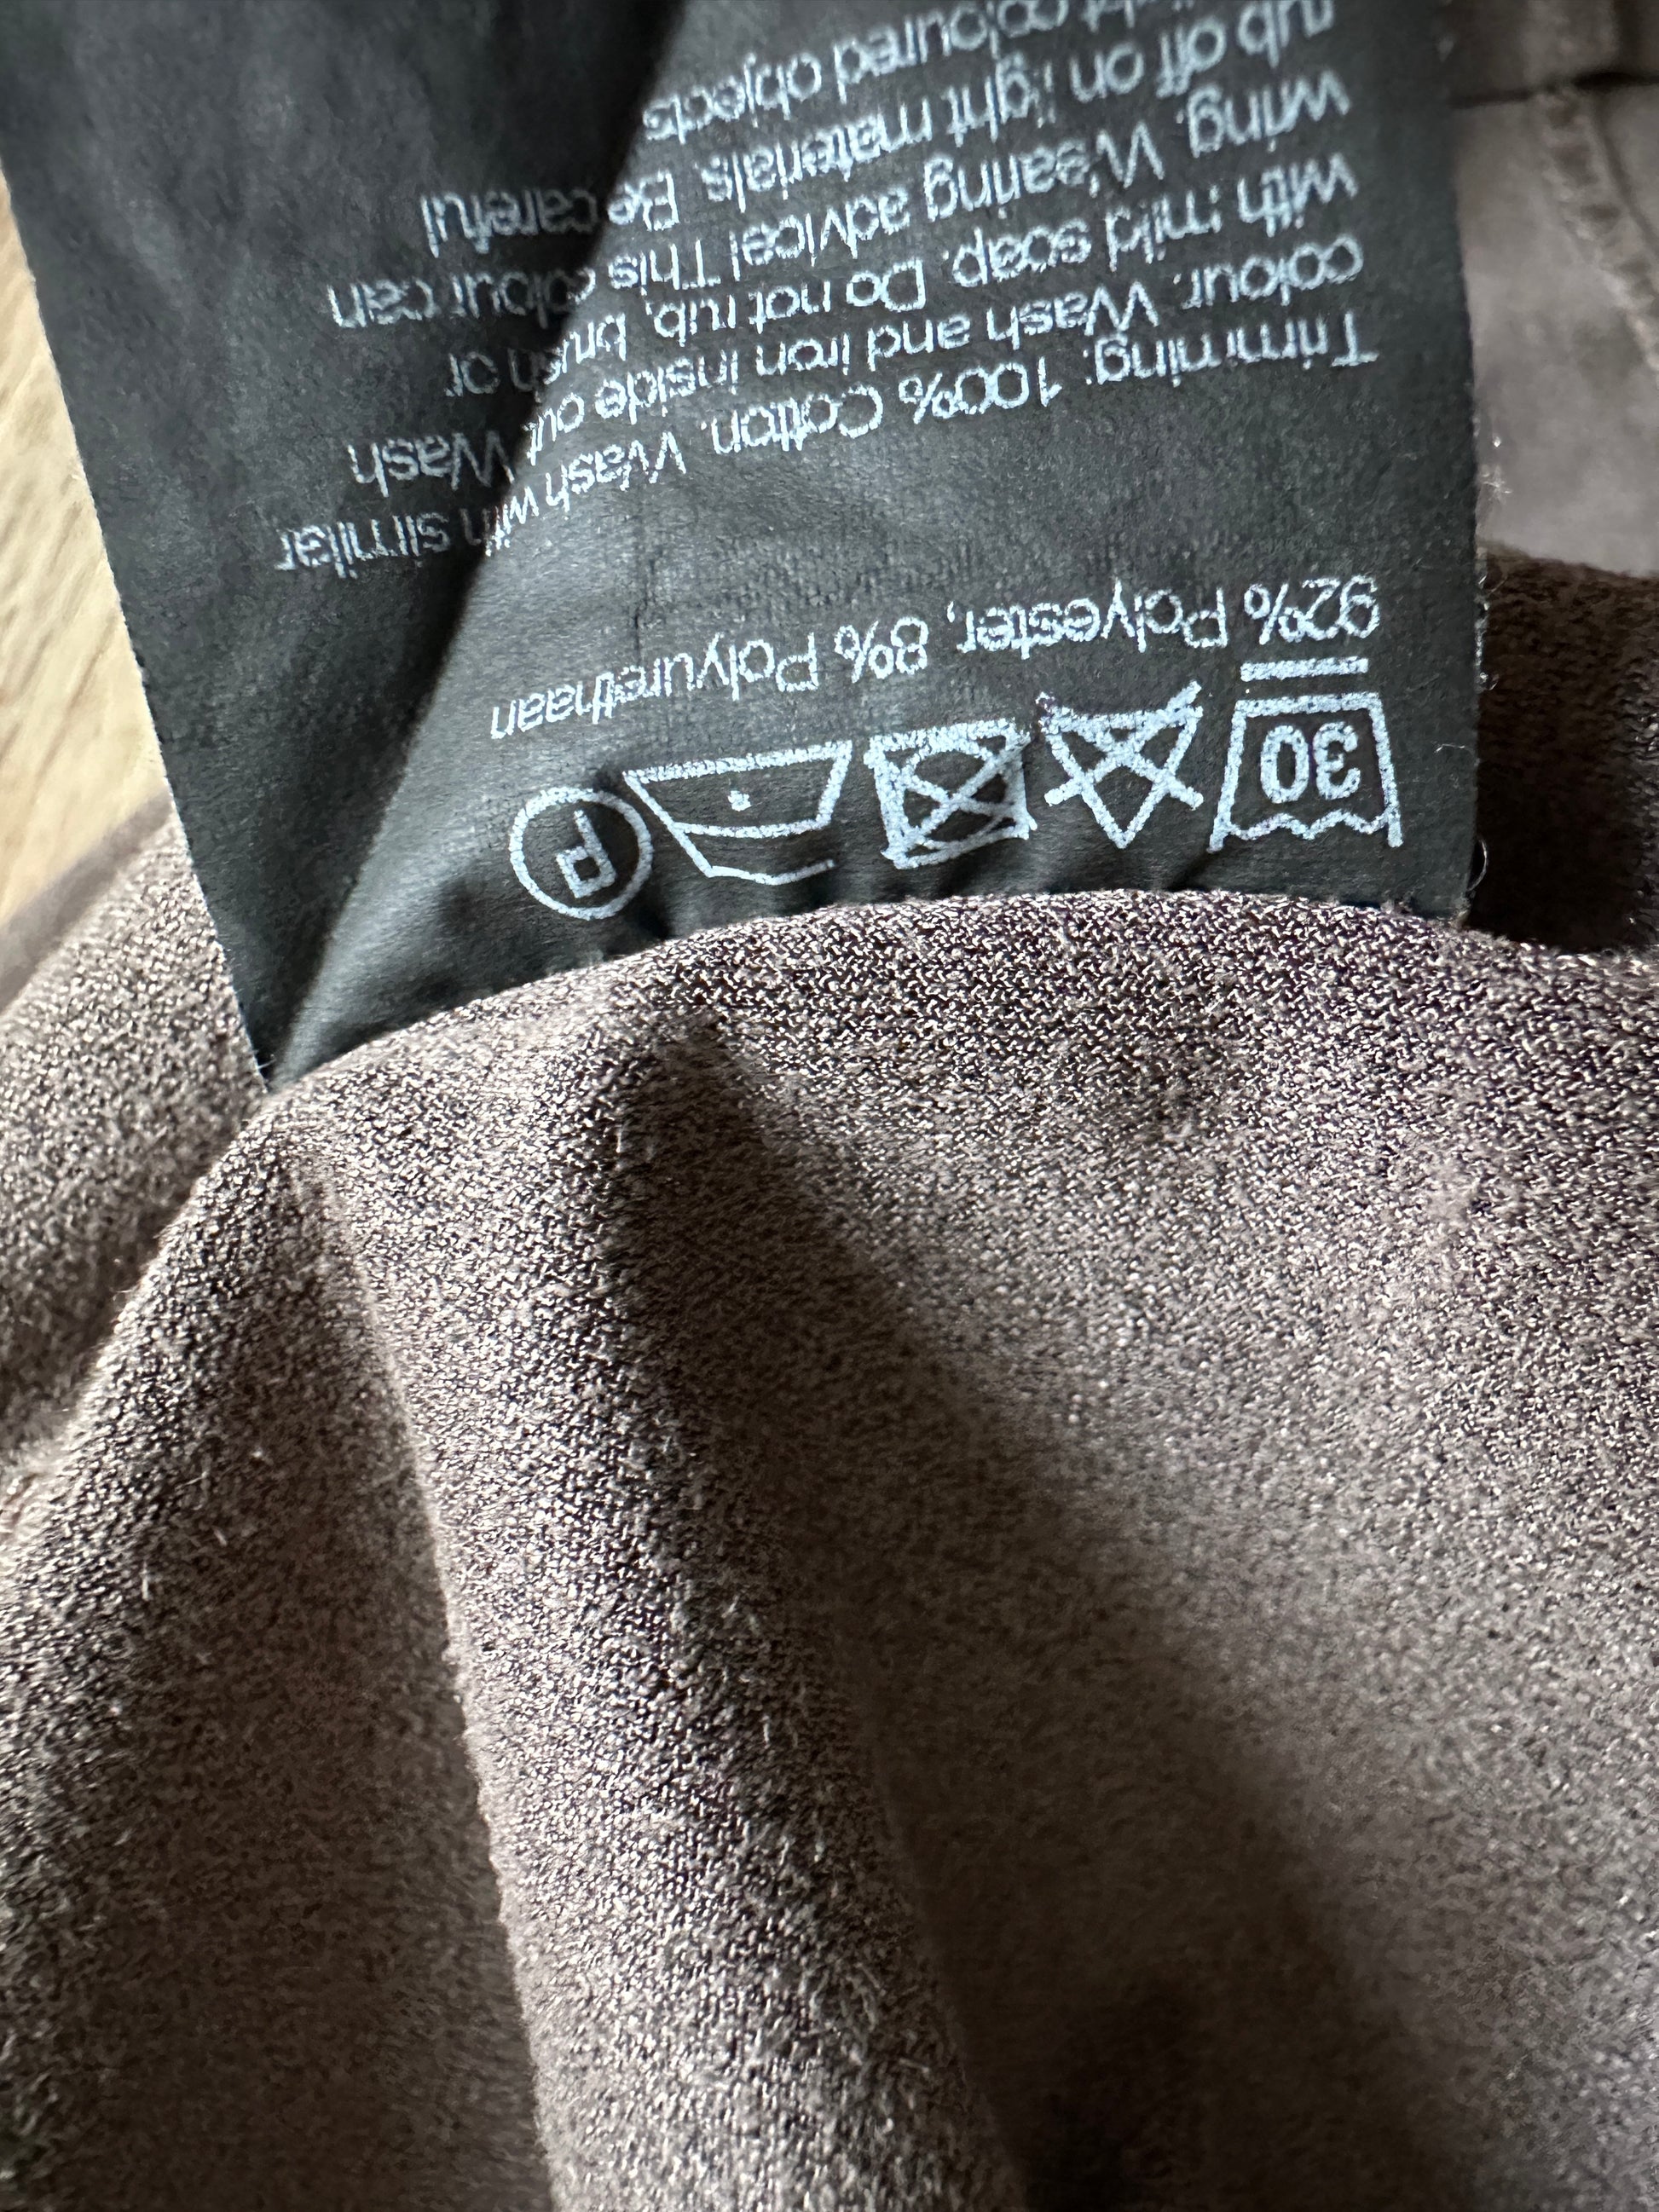 30 P
92% Polyester, 8% Polyurethaan
Trimming: 100% Cotton. Wash with similar
colour. Wash and iron inside out. Wash
with mild soap. Do not rub, brush or
wring. Wearing advice! This colour can
rub off on light materials. Be careful
light coloured objects